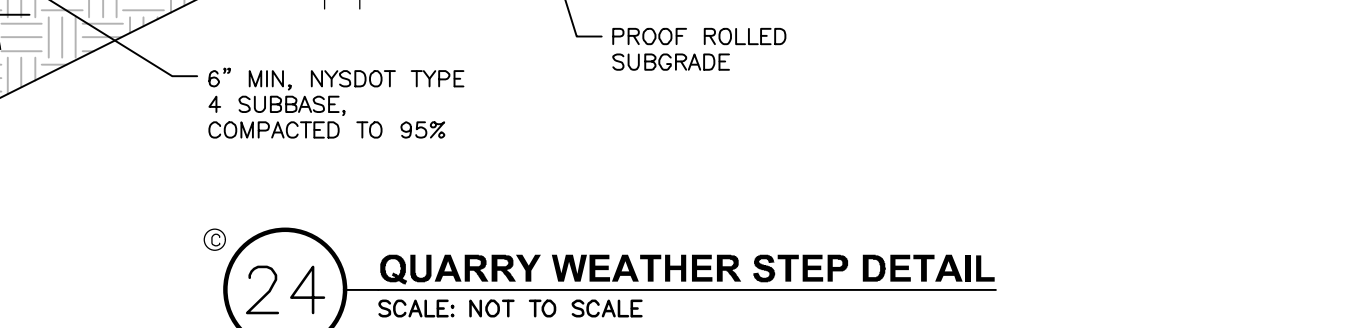 PROOF ROLLED
SUBGRADE
6" MIN, NYSDOT TYPE
4 SUBBASE,
COMPACTED TO 95%
©
24
QUARRY WEATHER STEP DETAIL
SCALE: NOT TO SCALE